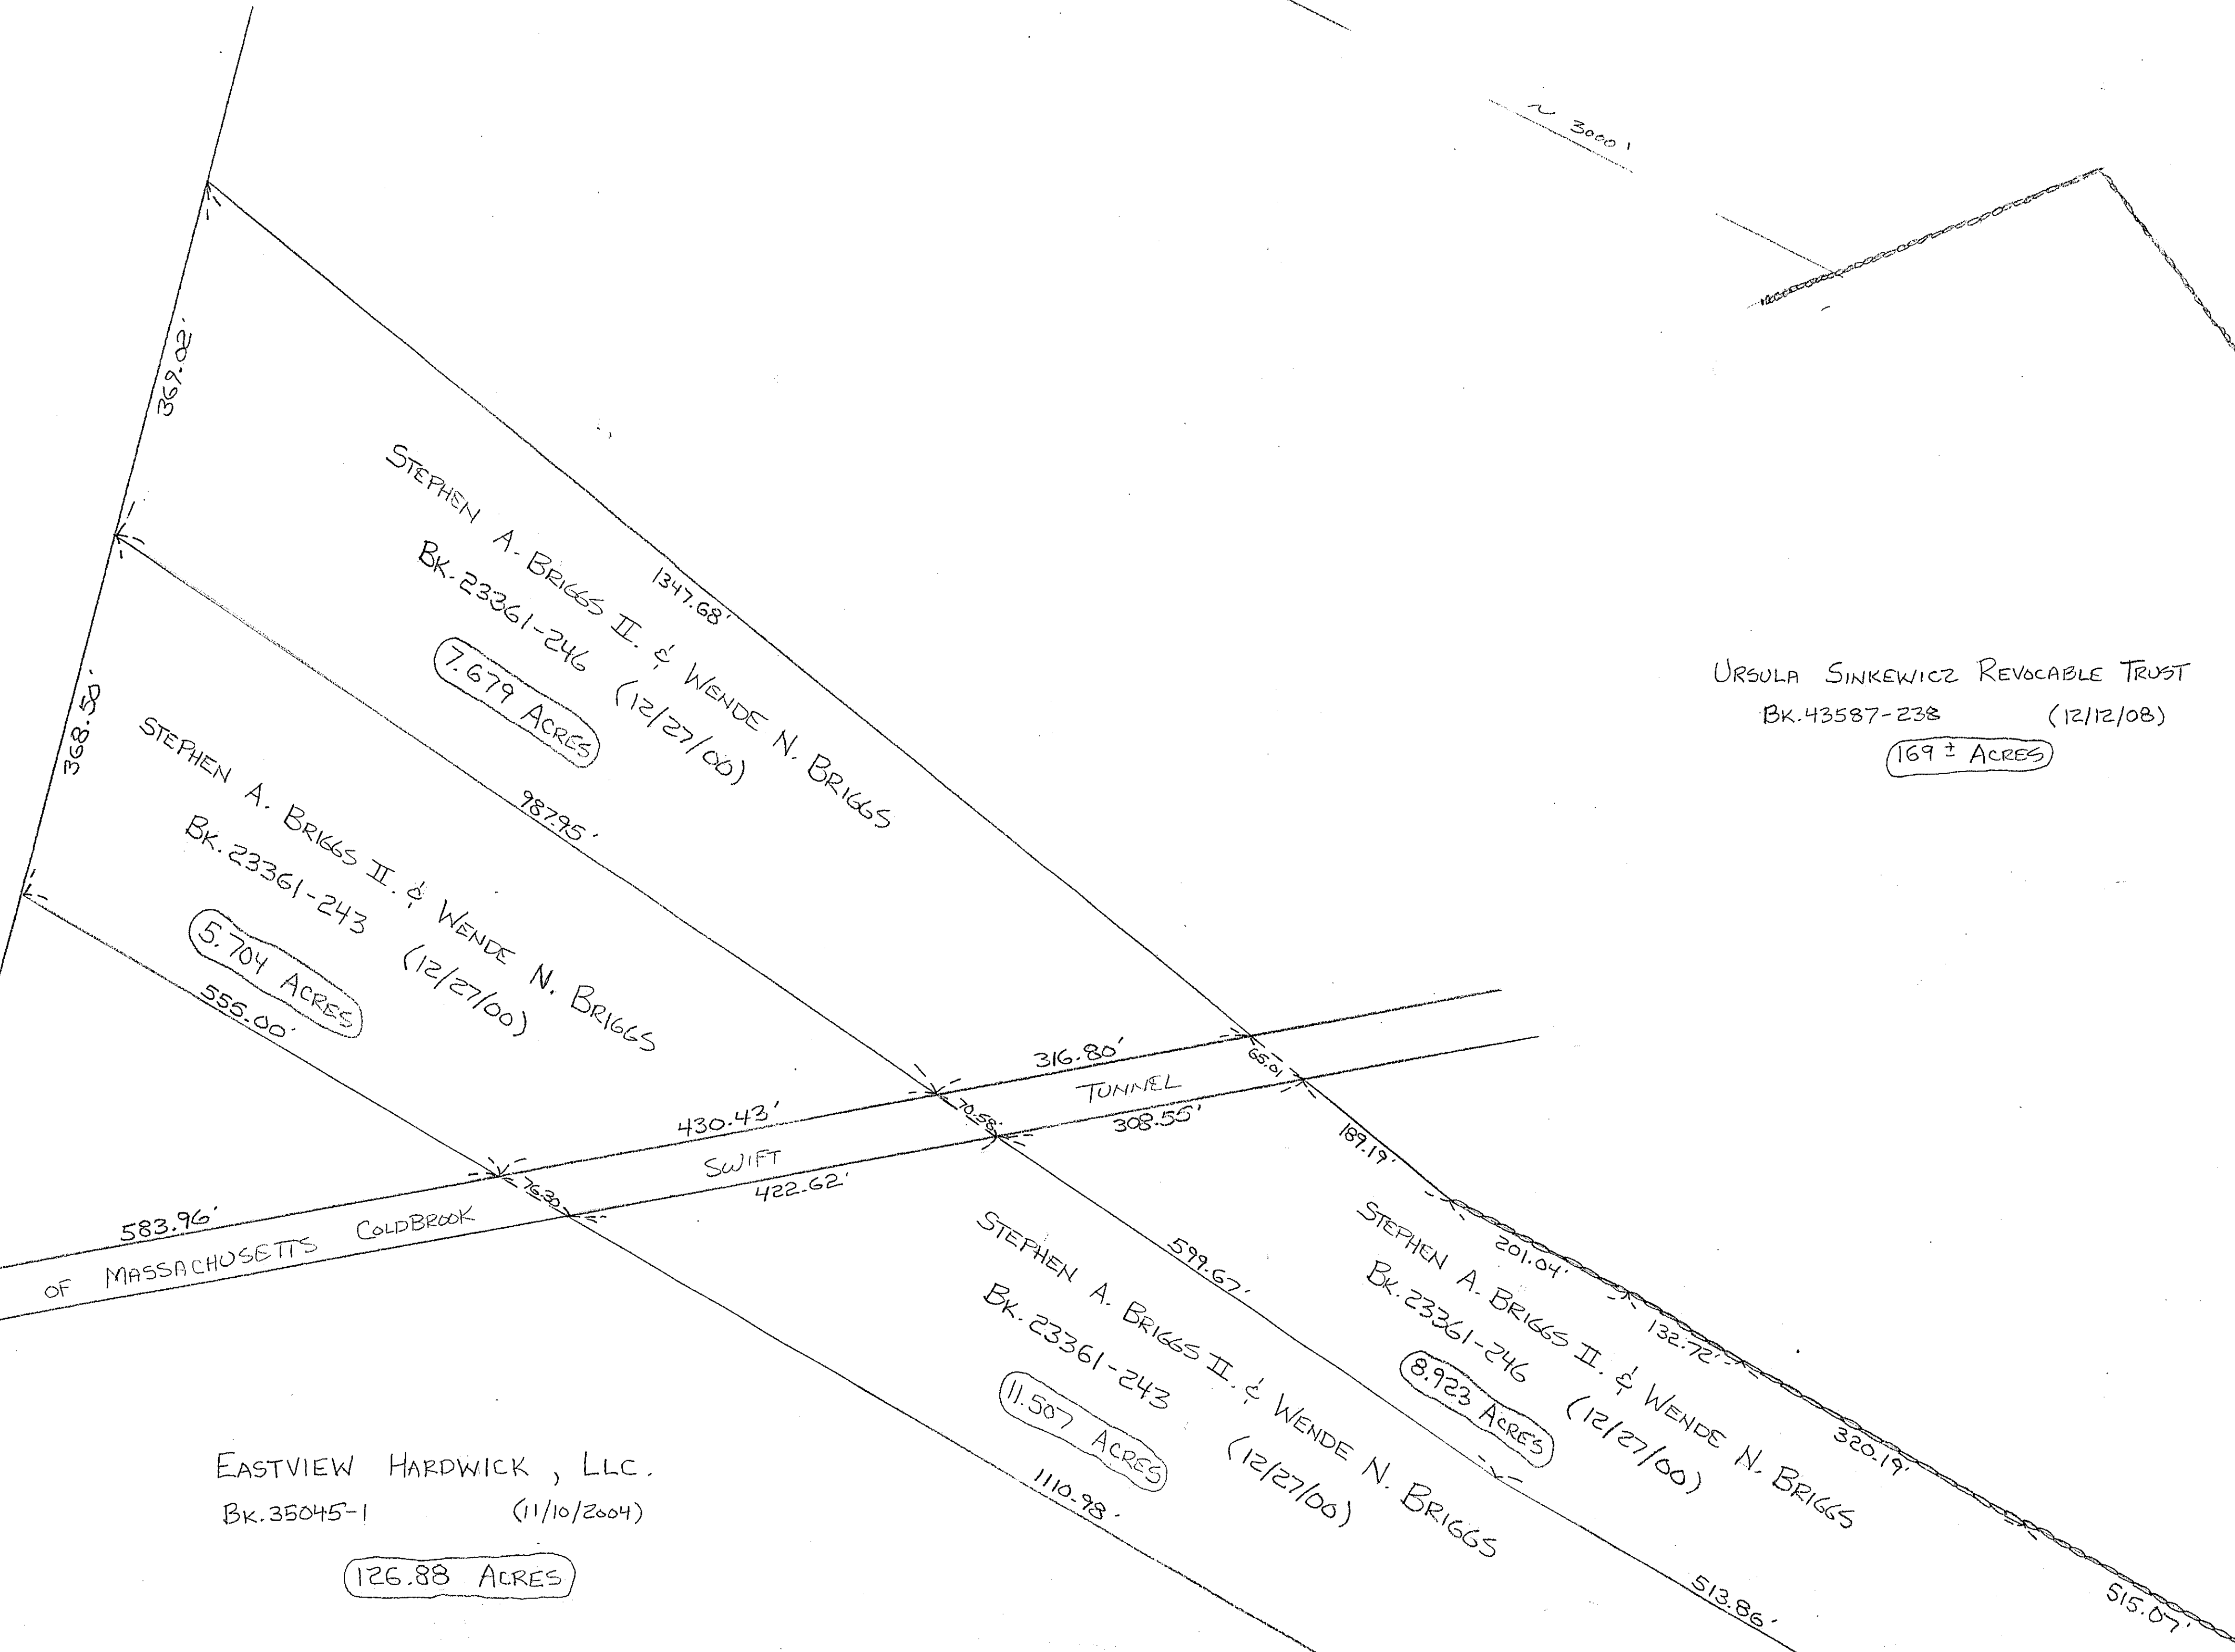 ~ 3000'
369.02'
STEPHEN A. BRIGGS II. & WENDE N. BRIGGS
BK. 23361-246 (12/27/00)
7.679 ACRES
1347.68'
URSULA SINKEWICZ REVOCABLE TRUST
BK. 43587-238 (12/12/08)
169 ± ACRES
368.50'
STEPHEN A. BRIGGS II. & WENDE N. BRIGGS
BK. 23361-243 (12/27/00)
5.704 ACRES
987.95'
555.00'
316.80'
65.01
TUNNEL
308.55'
430.43'
70.58'
SWIFT
422.62'
76.30
583.96'
OF MASSACHUSETTS COLDBROOK
189.19'
201.04'
132.72'
320.19'
515.07'
STEPHEN A. BRIGGS II. & WENDE N. BRIGGS
BK. 23361-246 (12/27/00)
8.923 ACRES
599.67'
513.86'
STEPHEN A. BRIGGS II. & WENDE N. BRIGGS
BK. 23361-243 (12/27/00)
11.507 ACRES
1110.98'
EASTVIEW HARDWICK, LLC.
BK. 35045-1 (11/10/2004)
126.88 ACRES